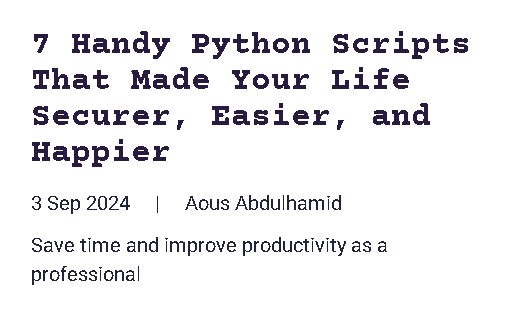 7 Handy Python Scripts
That Made Your Life
Securer, Easier, and
Happier
3 Sep 2024 | Aous Abdulhamid
Save time and improve productivity as a
professional